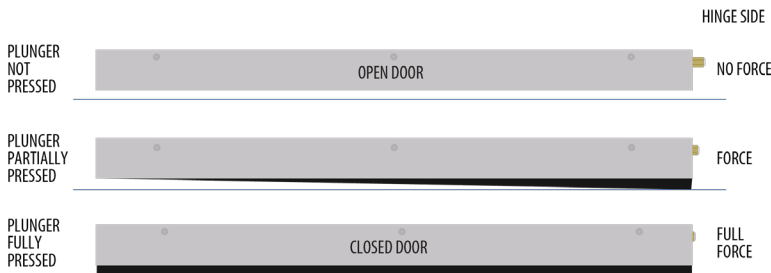 HINGE SIDE
PLUNGER
NOT
PRESSED
OPEN DOOR
NO FORCE
PLUNGER
PARTIALLY
PRESSED
FORCE
PLUNGER
FULLY
PRESSED
CLOSED DOOR
FULL
FORCE